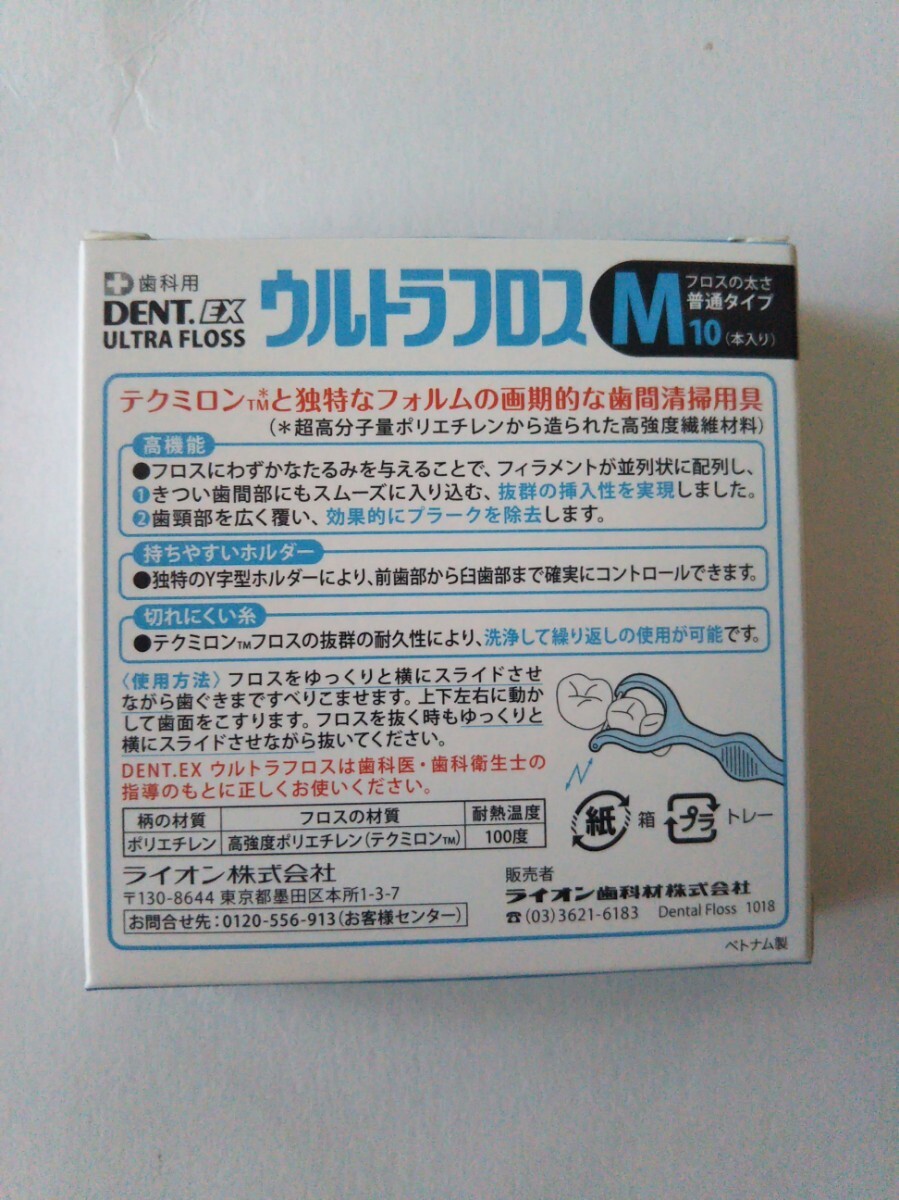 歯科用
DENT.EX
ULTRA FLOSS
ウルトラフロス
M
フロスの太さ
普通タイプ
10(本入り)
テクミロン™*と独特なフォルムの画期的な歯間清掃用具
(*超高分子量ポリエチレンから造られた高強度繊維材料)
高機能
●フロスにわずかなたるみを与えることで、フィラメントが並列状に配列し、
❶きつい歯間部にもスムーズに入り込む、抜群の挿入性を実現しました。
❷歯頸部を広く覆い、効果的にプラークを除去します。
持ちやすいホルダー
●独特のY字型ホルダーにより、前歯部から臼歯部まで確実にコントロールできます。
切れにくい糸
●テクミロン™フロスの抜群の耐久性により、洗浄して繰り返しの使用が可能です。
〈使用方法〉フロスをゆっくりと横にスライドさせ
ながら歯ぐきまですべりこませます。上下左右に動か
して歯面をこすります。フロスを抜く時もゆっくりと
横にスライドさせながら抜いてください。
DENT.EX ウルトラフロスは歯科医・歯科衛生士の
指導のもとに正しくお使いください。
柄の材質 フロスの材質 耐熱温度
ポリエチレン 高強度ポリエチレン(テクミロン™) 100度
紙 箱 プラ トレー
ライオン株式会社
〒130-8644 東京都墨田区本所1-3-7
お問合せ先:0120-556-913(お客様センター)
販売者
ライオン歯科材株式会社
☎(03)3621-6183 Dental Floss 1018
ベトナム製